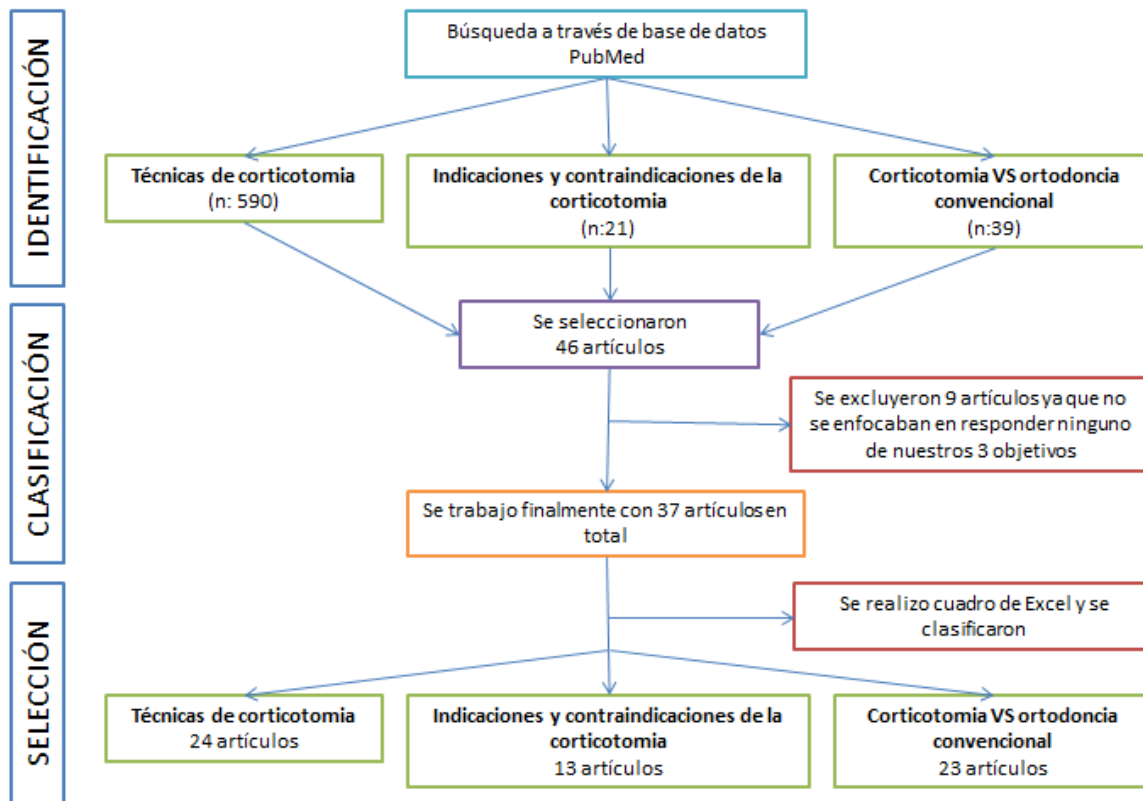 IDENTIFICACIÓN
Búsqueda a través de base de datos
PubMed
Técnicas de corticotomia
(n: 590)
Indicaciones y contraindicaciones de la
corticotomia
(n:21)
Corticotomia VS ortodoncia
convencional
(n:39)
CLASIFICACIÓN
Se seleccionaron
46 artículos
Se excluyeron 9 artículos ya que no
se enfocaban en responder ninguno
de nuestros 3 objetivos
Se trabajo finalmente con 37 artículos en
total
SELECCIÓN
Se realizo cuadro de Excel y se
clasificaron
Técnicas de corticotomia
24 artículos
Indicaciones y contraindicaciones de la
corticotomia
13 artículos
Corticotomia VS ortodoncia
convencional
23 artículos